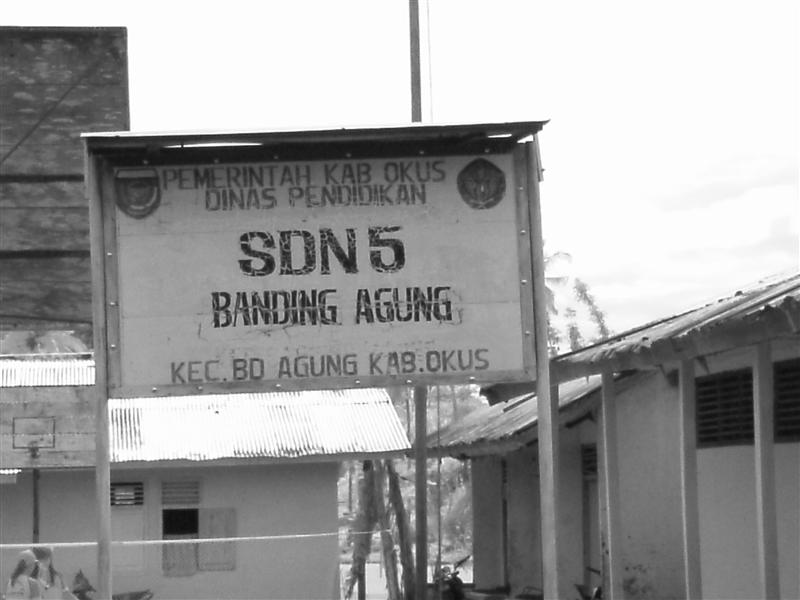 PEMERINTAH KAB OKUS
DINAS PENDIDIKAN
SDN 5
BANDING AGUNG
KEC. BD AGUNG KAB. OKUS